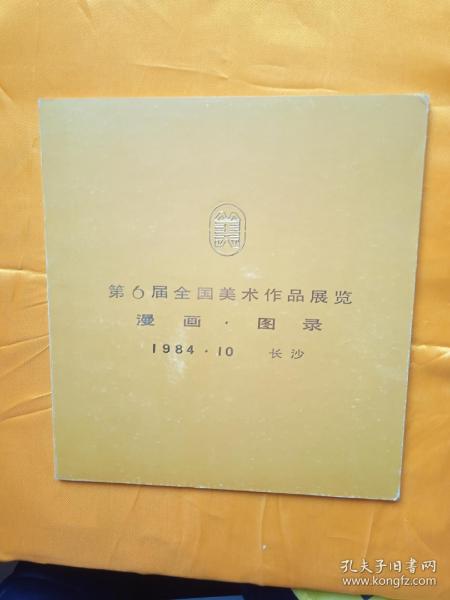 第6届全国美术作品展览
漫画·图录
1984·10 长沙
孔夫子旧书网
www.kongfz.com